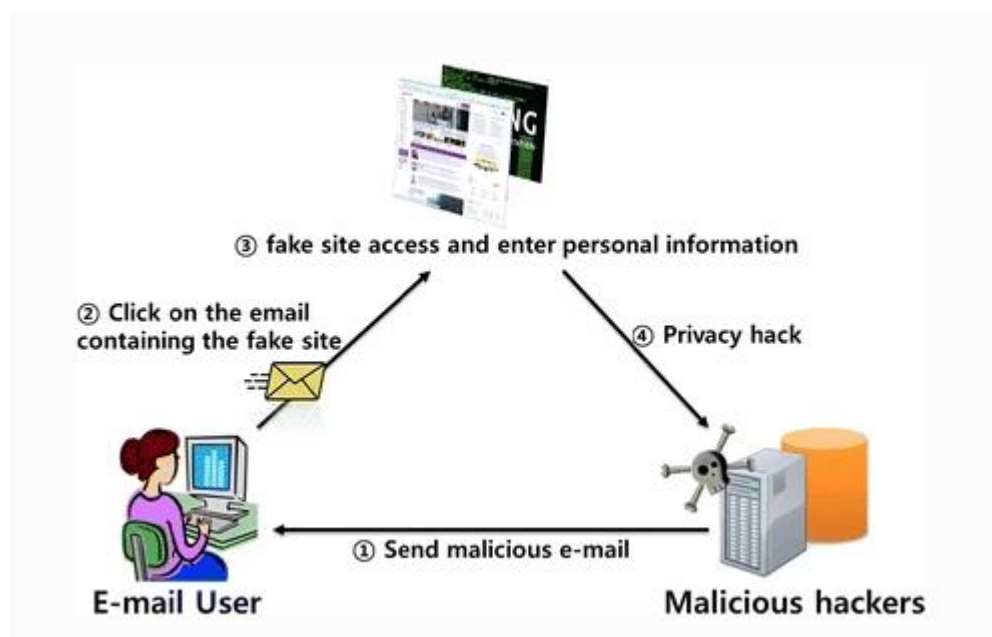 NG
③ fake site access and enter personal information
② Click on the email
containing the fake site
④ Privacy hack
① Send malicious e-mail
E-mail User
Malicious hackers